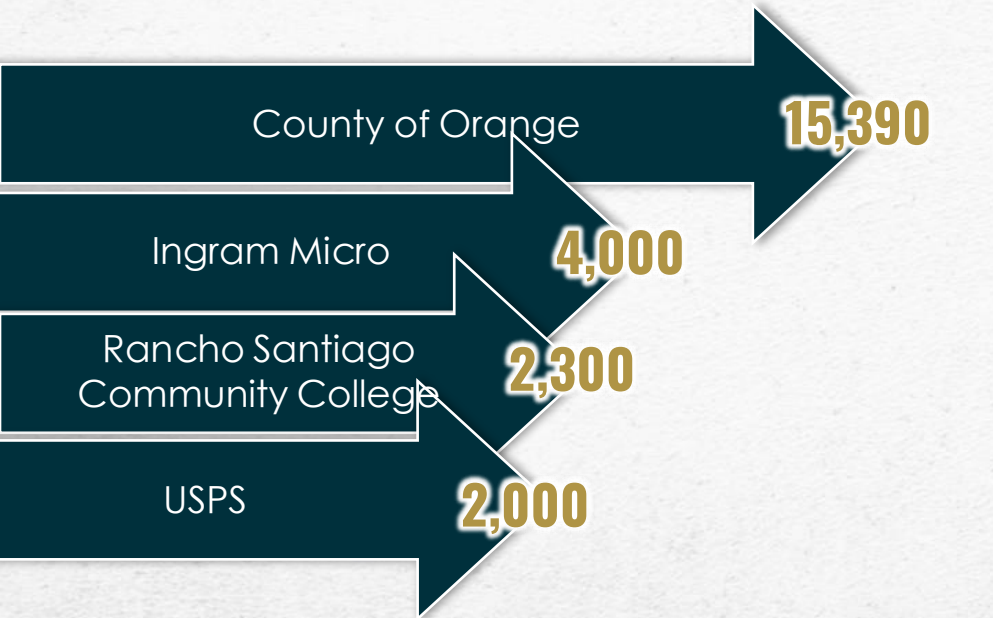 County of Orange
15,390
Ingram Micro
4,000
Rancho Santiago
Community College
2,300
USPS
2,000